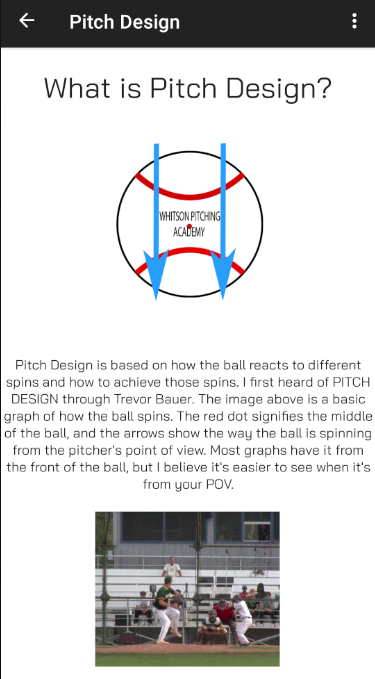 Pitch Design
What is Pitch Design?
WHITSON PITCHING
ACADEMY
Pitch Design is based on how the ball reacts to different
spins and how to achieve those spins. I first heard of PITCH
DESIGN through Trevor Bauer. The image above is a basic
graph of how the ball spins. The red dot signifies the middle
of the ball, and the arrows show the way the ball is spinning
from the pitcher's point of view. Most graphs have it from
the front of the ball, but I believe it's easier to see when it's
from your POV.